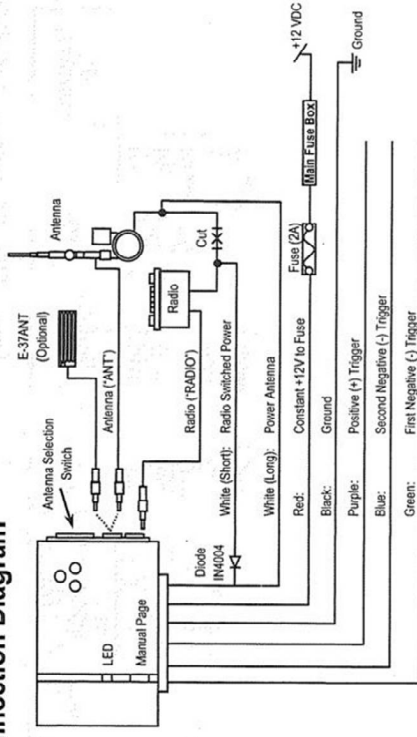 nnection Diagram
E-37ANT
(Optional)
Antenna
Antenna Selection
Switch
Antenna ("ANT")
Radio
Cut
Radio ("RADIO")
LED
Manual Page
Diode
IN4004
White (Short): Radio Switched Power
White (Long): Power Antenna
Red: Constant +12V to Fuse
Fuse (2A)
Main Fuse Box
+12 VDC
Black: Ground
Ground
Purple: Positive (+) Trigger
Blue: Second Negative (-) Trigger
Green: First Negative (-) Trigger